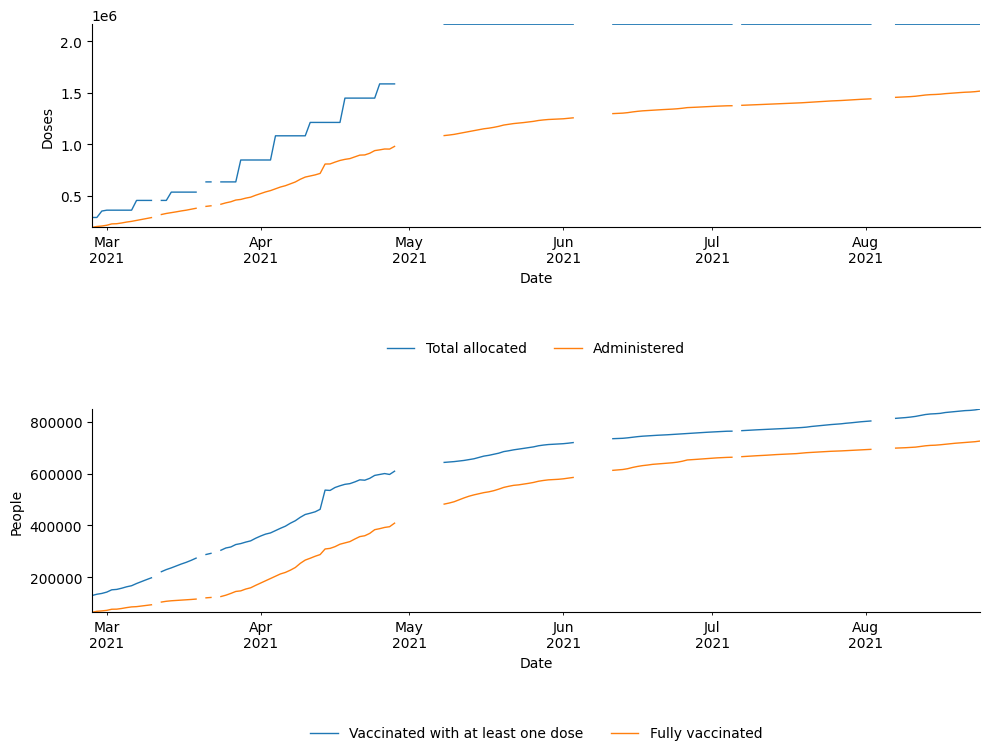 1e6
2.0
1.5
1.0
0.5
Doses
Mar Apr May Jun Jul Aug
2021 2021 2021 2021 2021 2021
Date
Total allocated Administered
800000
600000
400000
200000
People
Mar Apr May Jun Jul Aug
2021 2021 2021 2021 2021 2021
Date
Vaccinated with at least one dose Fully vaccinated